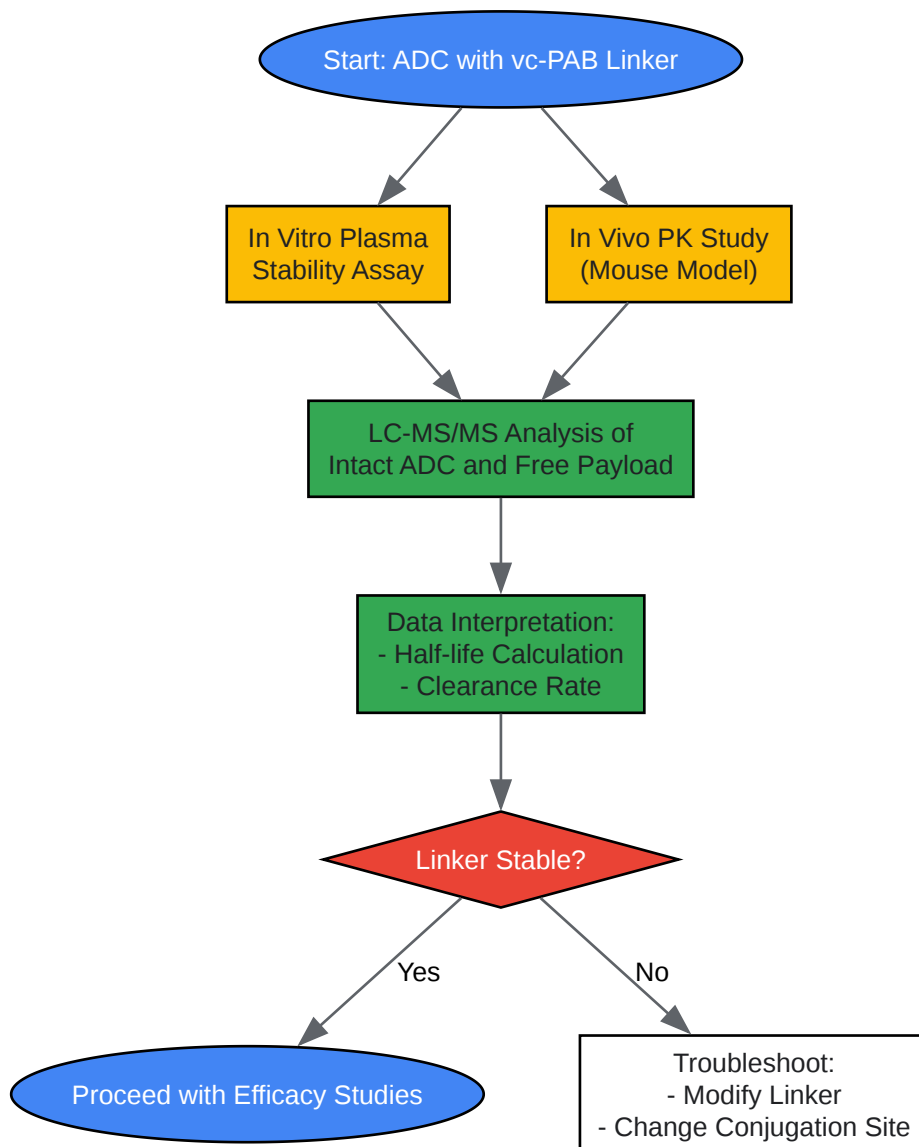 Start: ADC with vc-PAB Linker
In Vitro Plasma
Stability Assay
In Vivo PK Study
(Mouse Model)
LC-MS/MS Analysis of
Intact ADC and Free Payload
Data Interpretation:
- Half-life Calculation
- Clearance Rate
Linker Stable?
Yes
No
Proceed with Efficacy Studies
Troubleshoot:
- Modify Linker
- Change Conjugation Site